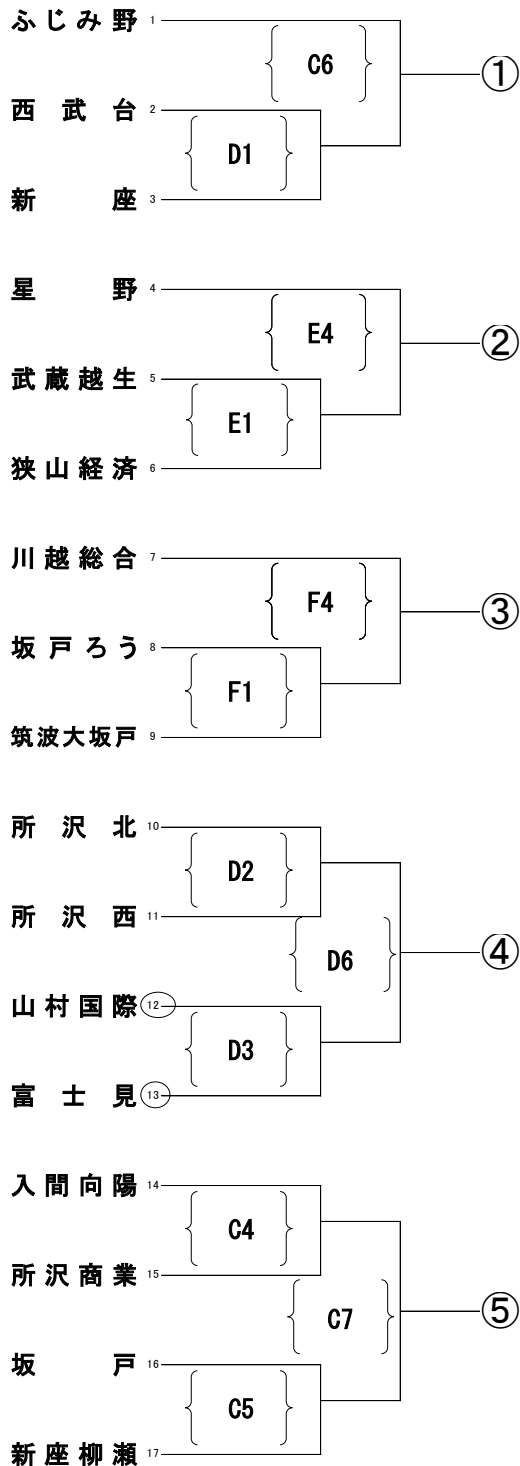 ふじみ野 1
C6
①
西武台 2
D1
新座 3
星野 4
E4
②
武蔵越生 5
E1
狭山経済 6
川越総合 7
F4
③
坂戸ろう 8
F1
筑波大坂戸 9
所沢北 10
D2
所沢西 11
D6
④
山村国際 12
D3
富士見 13
入間向陽 14
C4
所沢商業 15
C7
⑤
坂戸 16
C5
新座柳瀬 17